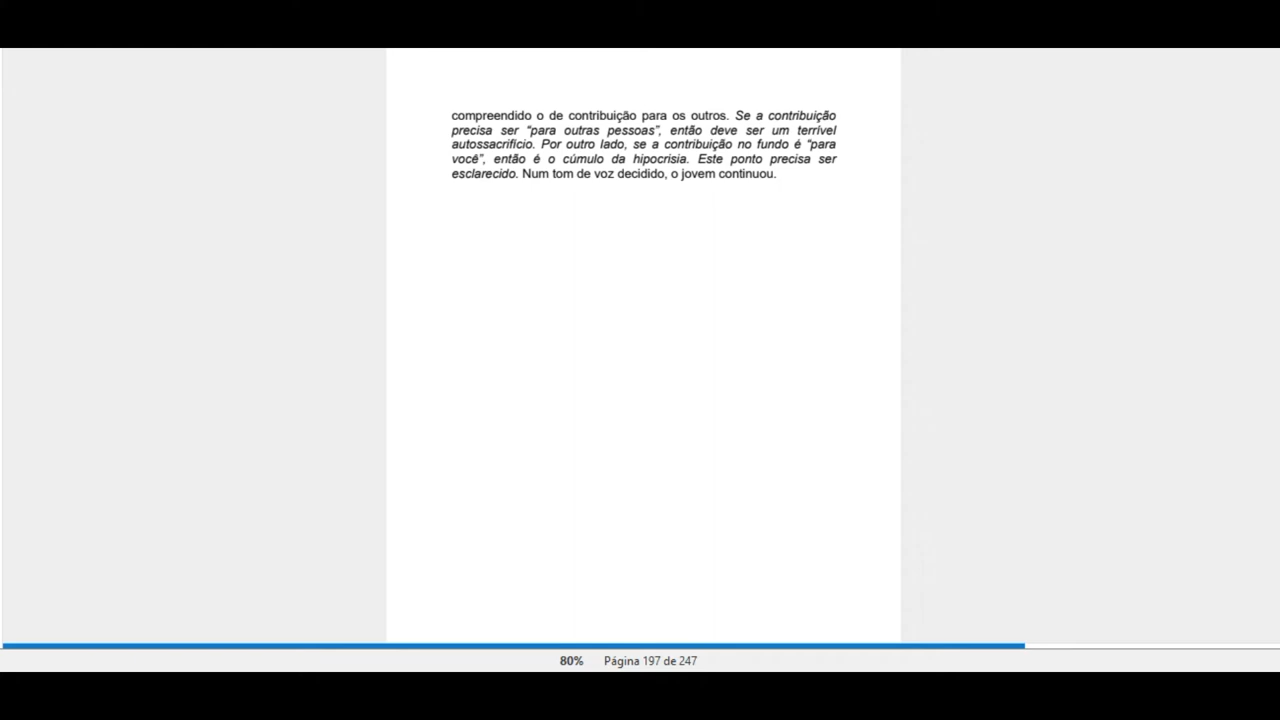 compreendido o de contribuição para os outros. Se a contribuição
precisa ser “para outras pessoas”, então deve ser um terrível
autossacrifício. Por outro lado, se a contribuição no fundo é “para
você”, então é o cúmulo da hipocrisia. Este ponto precisa ser
esclarecido. Num tom de voz decidido, o jovem continuou.
80% Página 197 de 247